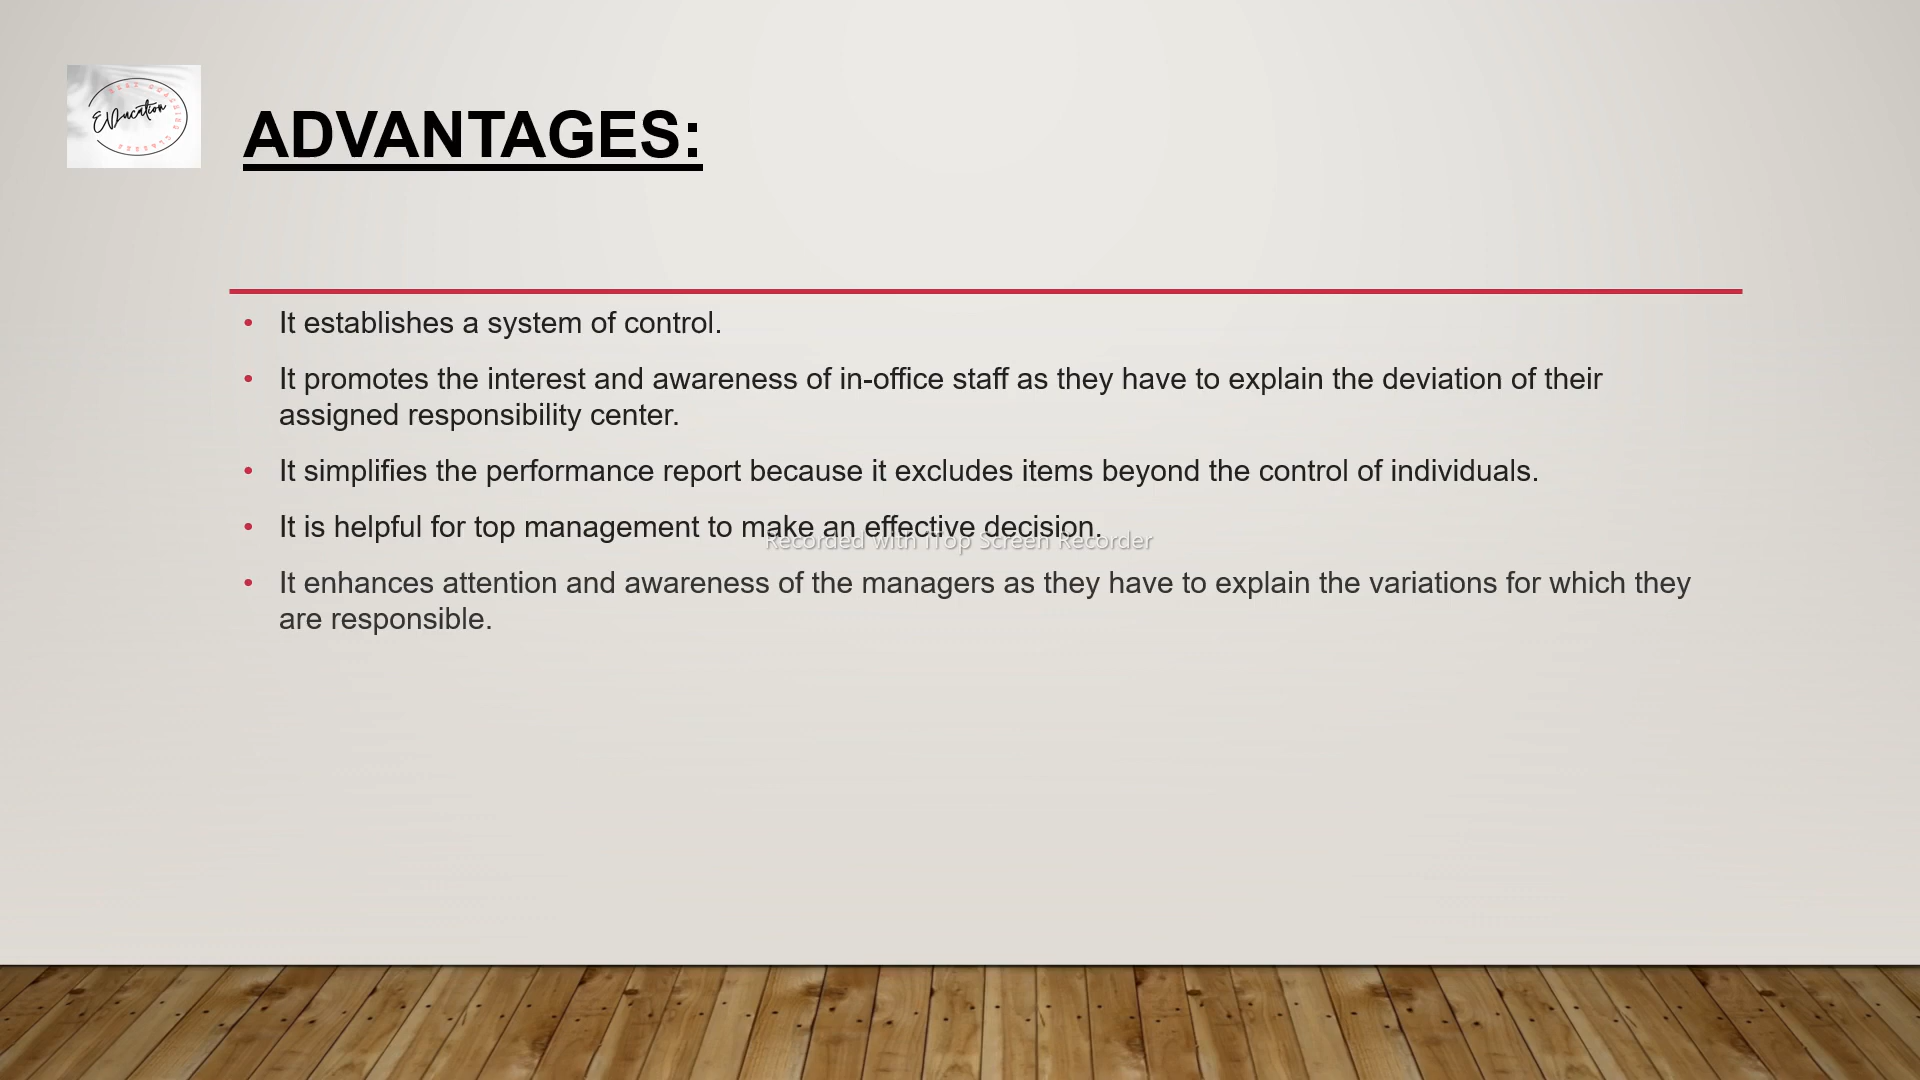 EDucation
ADVANTAGES:
• It establishes a system of control.
• It promotes the interest and awareness of in-office staff as they have to explain the deviation of their
assigned responsibility center.
• It simplifies the performance report because it excludes items beyond the control of individuals.
• It is helpful for top management to make an effective decision.
Recorded with iTop Screen Recorder
• It enhances attention and awareness of the managers as they have to explain the variations for which they
are responsible.